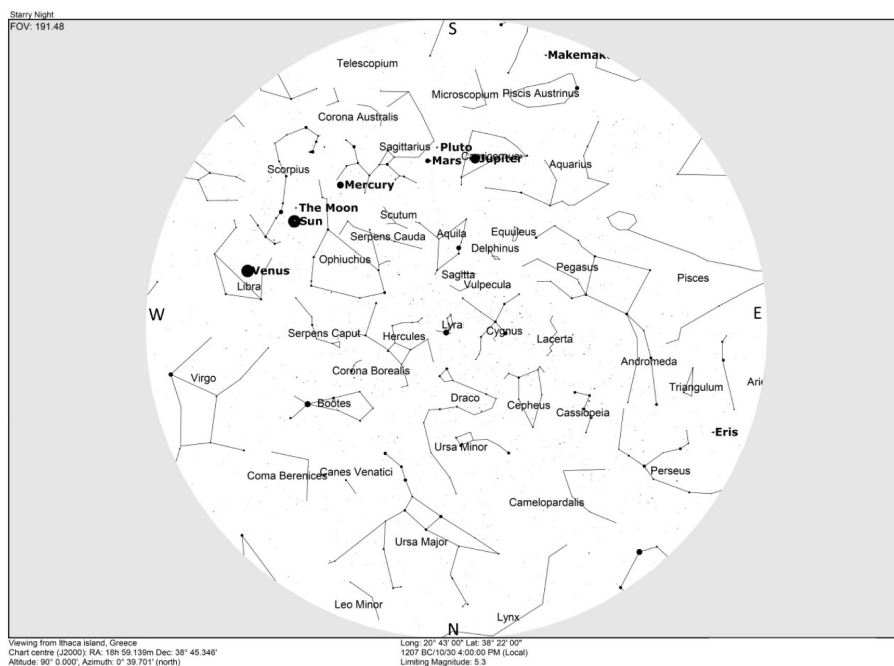 Starry Night
FOV: 191.48
S
Makemak
Telescopium
Microscopium
Piscis Austrinus
Corona Australis
Sagittarius
Pluto
Mars
Capricornus
Jupiter
Aquarius
Scorpius
Mercury
The Moon
Sun
Scutum
Serpens Cauda
Aquila
Equuleus
Delphinus
Ophiuchus
Venus
Libra
Sagitta
Vulpecula
Pegasus
Pisces
W
E
Serpens Caput
Hercules
Lyra
Cygnus
Lacerta
Andromeda
Virgo
Corona Borealis
Triangulum
Arie
Draco
Boötes
Cepheus
Cassiopeia
Eris
Ursa Minor
Coma Berenices
Canes Venatici
Perseus
Camelopardalis
Ursa Major
Leo Minor
Lynx
N
Viewing from Ithaca island, Greece
Chart centre (J2000): RA: 18h 59.139m Dec: 38° 45.346'
Altitude: 90° 0.000', Azimuth: 0° 39.701' (north)
Long: 20° 43' 00" Lat: 38° 22' 00"
1207 BC/10/30 4:00:00 PM (Local)
Limiting Magnitude: 5.3